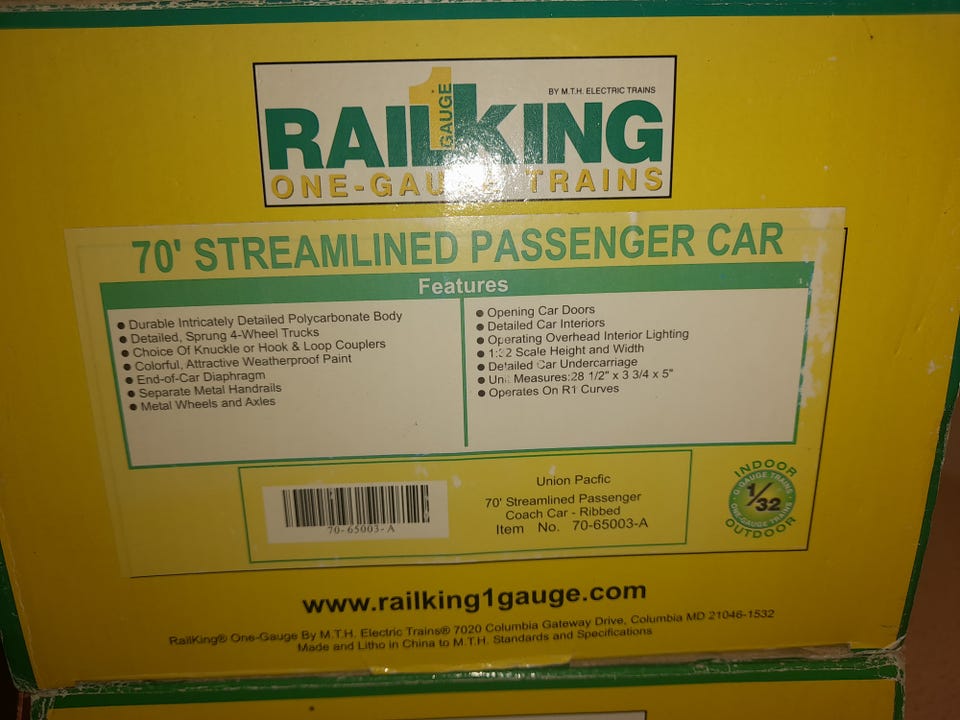 BY M.T.H. ELECTRIC TRAINS
RAILKING
1 GAUGE
ONE-GAUGE TRAINS
70' STREAMLINED PASSENGER CAR
Features
● Durable Intricately Detailed Polycarbonate Body
● Detailed, Sprung 4-Wheel Trucks
● Choice Of Knuckle or Hook & Loop Couplers
● Colorful, Attractive Weatherproof Paint
● End-of-Car Diaphragm
● Separate Metal Handrails
● Metal Wheels and Axles
● Opening Car Doors
● Detailed Car Interiors
● Operating Overhead Interior Lighting
● Scale Height and Width
● Detailed Car Undercarriage
● Measures:28 1/2" x 3 3/4 x 5"
● Operates On R1 Curves
70-65003-A
Union Pacfic
70' Streamlined Passenger
Coach Car - Ribbed
Item No. 70-65003-A
INDOOR
G GAUGE TRAINS
1/32
ONE-GAUGE TRAINS
OUTDOOR
www.railking1gauge.com
RailKing® One-Gauge By M.T.H. Electric Trains® 7020 Columbia Gateway Drive, Columbia MD 21046-1532
Made and Litho in China to M.T.H. Standards and Specifications